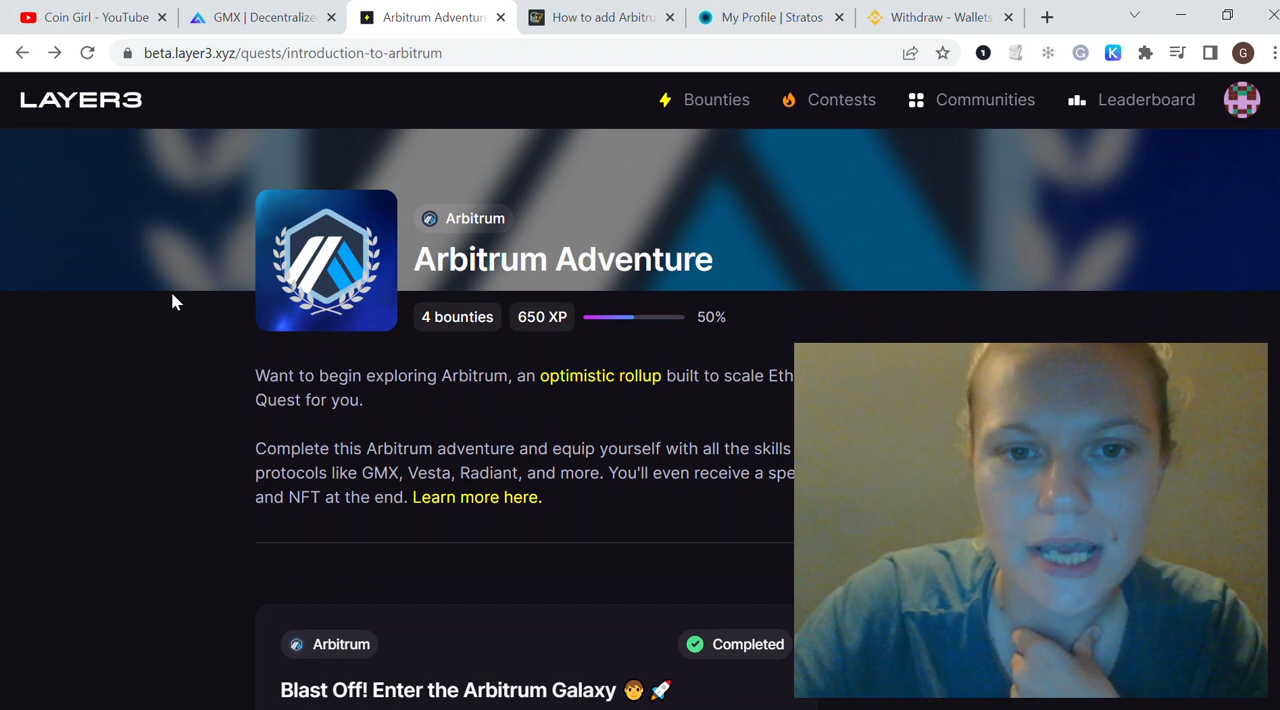 Coin Girl - YouTube
GMX | Decentralize
Arbitrum Adventur
How to add Arbitru
My Profile | Stratos
Withdraw - Wallets
beta.layer3.xyz/quests/introduction-to-arbitrum
G
LAYER3
Bounties
Contests
Communities
Leaderboard
Arbitrum
Arbitrum Adventure
4 bounties
650 XP
50%
Want to begin exploring Arbitrum, an optimistic rollup built to scale Eth
Quest for you.
Complete this Arbitrum adventure and equip yourself with all the skills
protocols like GMX, Vesta, Radiant, and more. You'll even receive a spe
and NFT at the end. Learn more here.
Arbitrum
Completed
Blast Off! Enter the Arbitrum Galaxy 👨 🚀